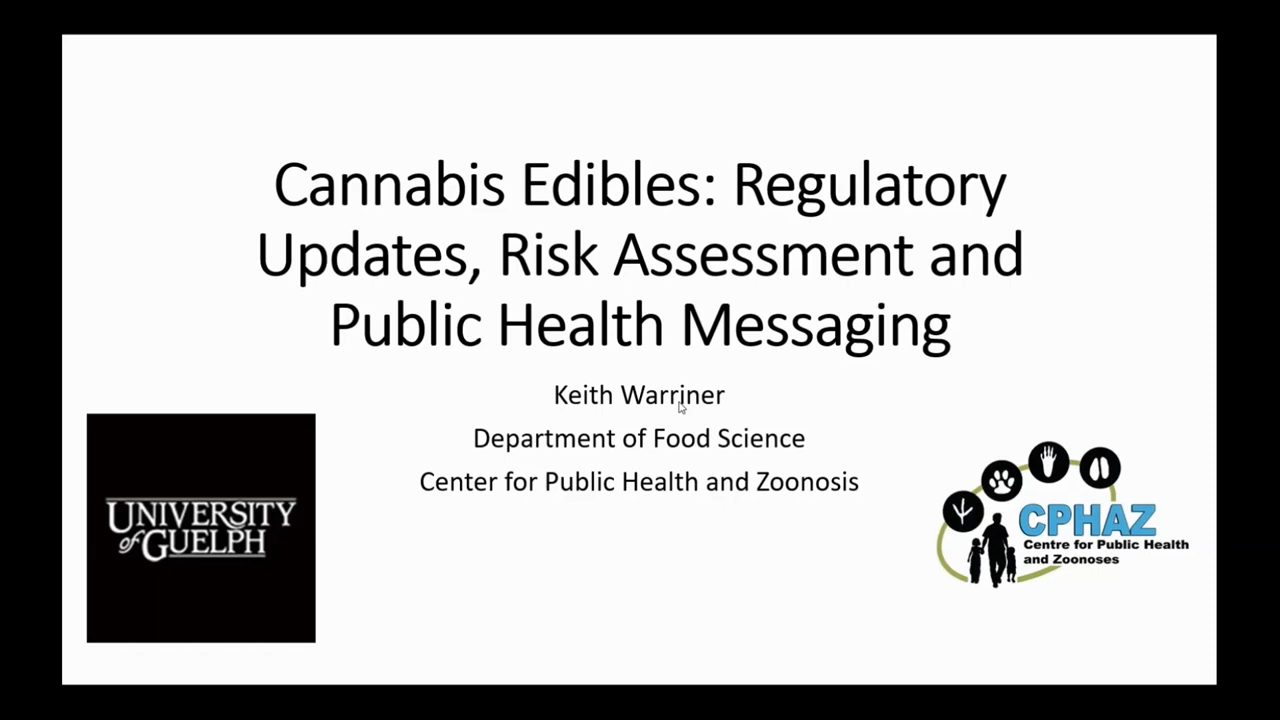 Cannabis Edibles: Regulatory
Updates, Risk Assessment and
Public Health Messaging
Keith Warriner
Department of Food Science
Center for Public Health and Zoonosis
UNIVERSITY
of GUELPH
CPHAZ
Centre for Public Health
and Zoonoses